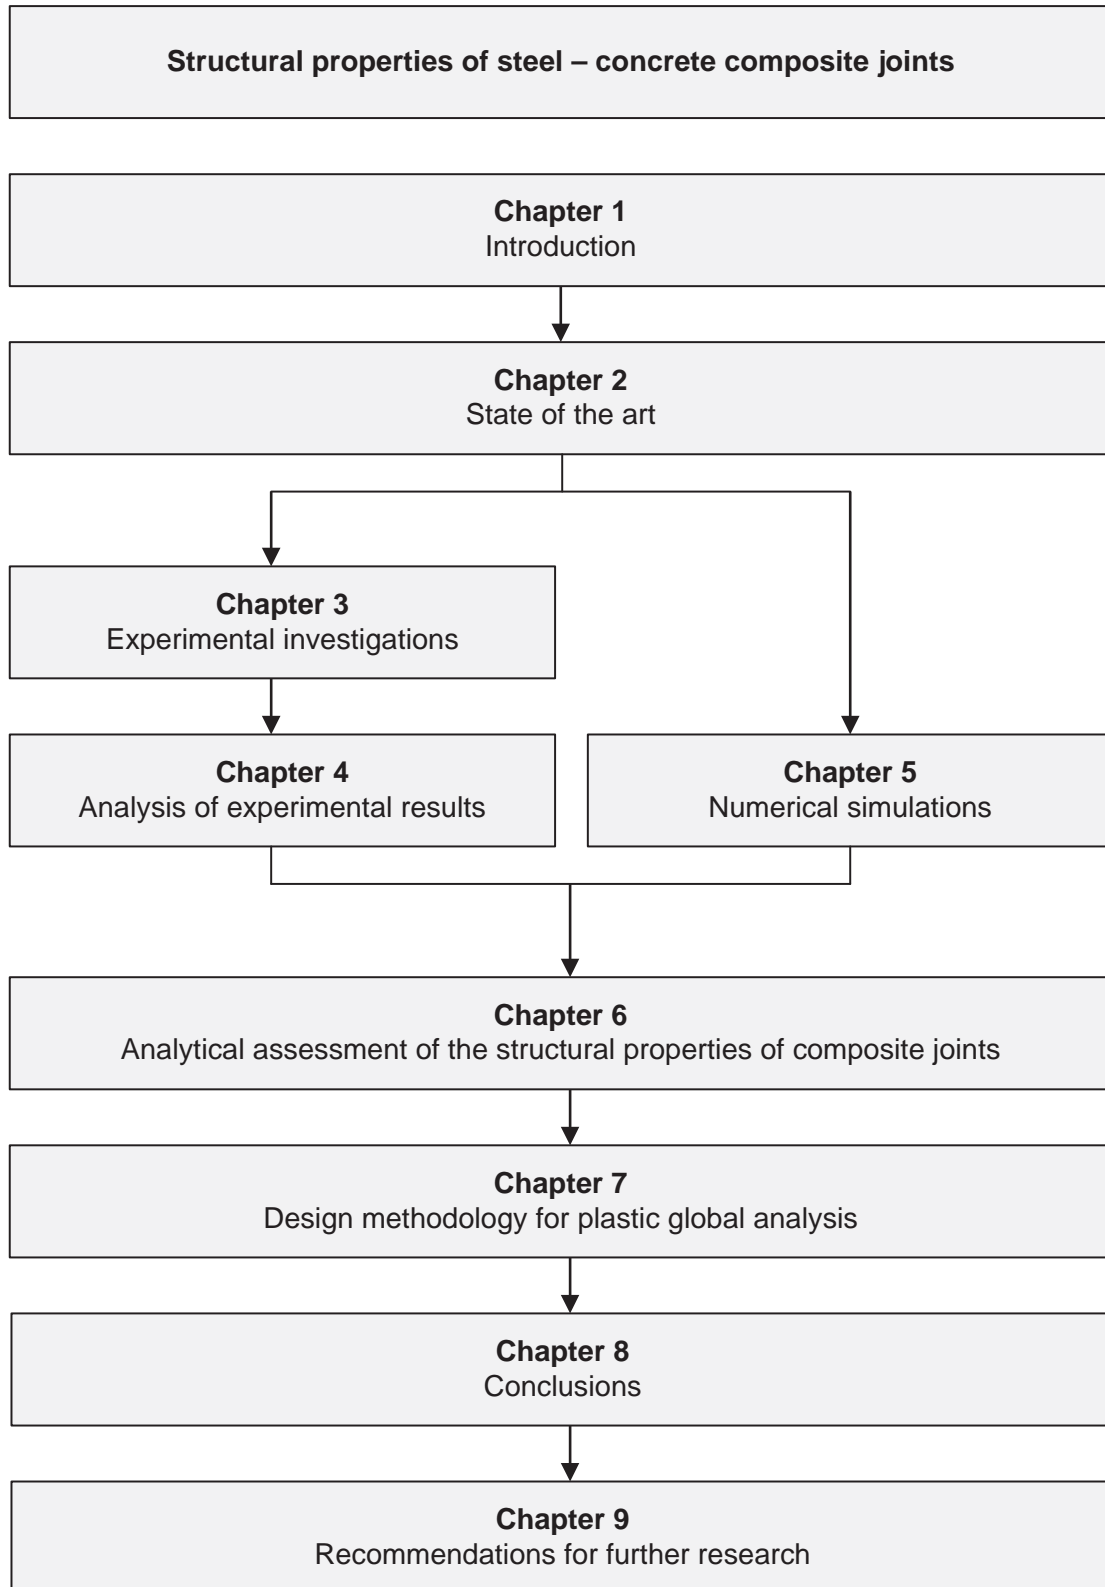 Structural properties of steel – concrete composite joints
Chapter 1
Introduction
Chapter 2
State of the art
Chapter 3
Experimental investigations
Chapter 4
Analysis of experimental results
Chapter 5
Numerical simulations
Chapter 6
Analytical assessment of the structural properties of composite joints
Chapter 7
Design methodology for plastic global analysis
Chapter 8
Conclusions
Chapter 9
Recommendations for further research